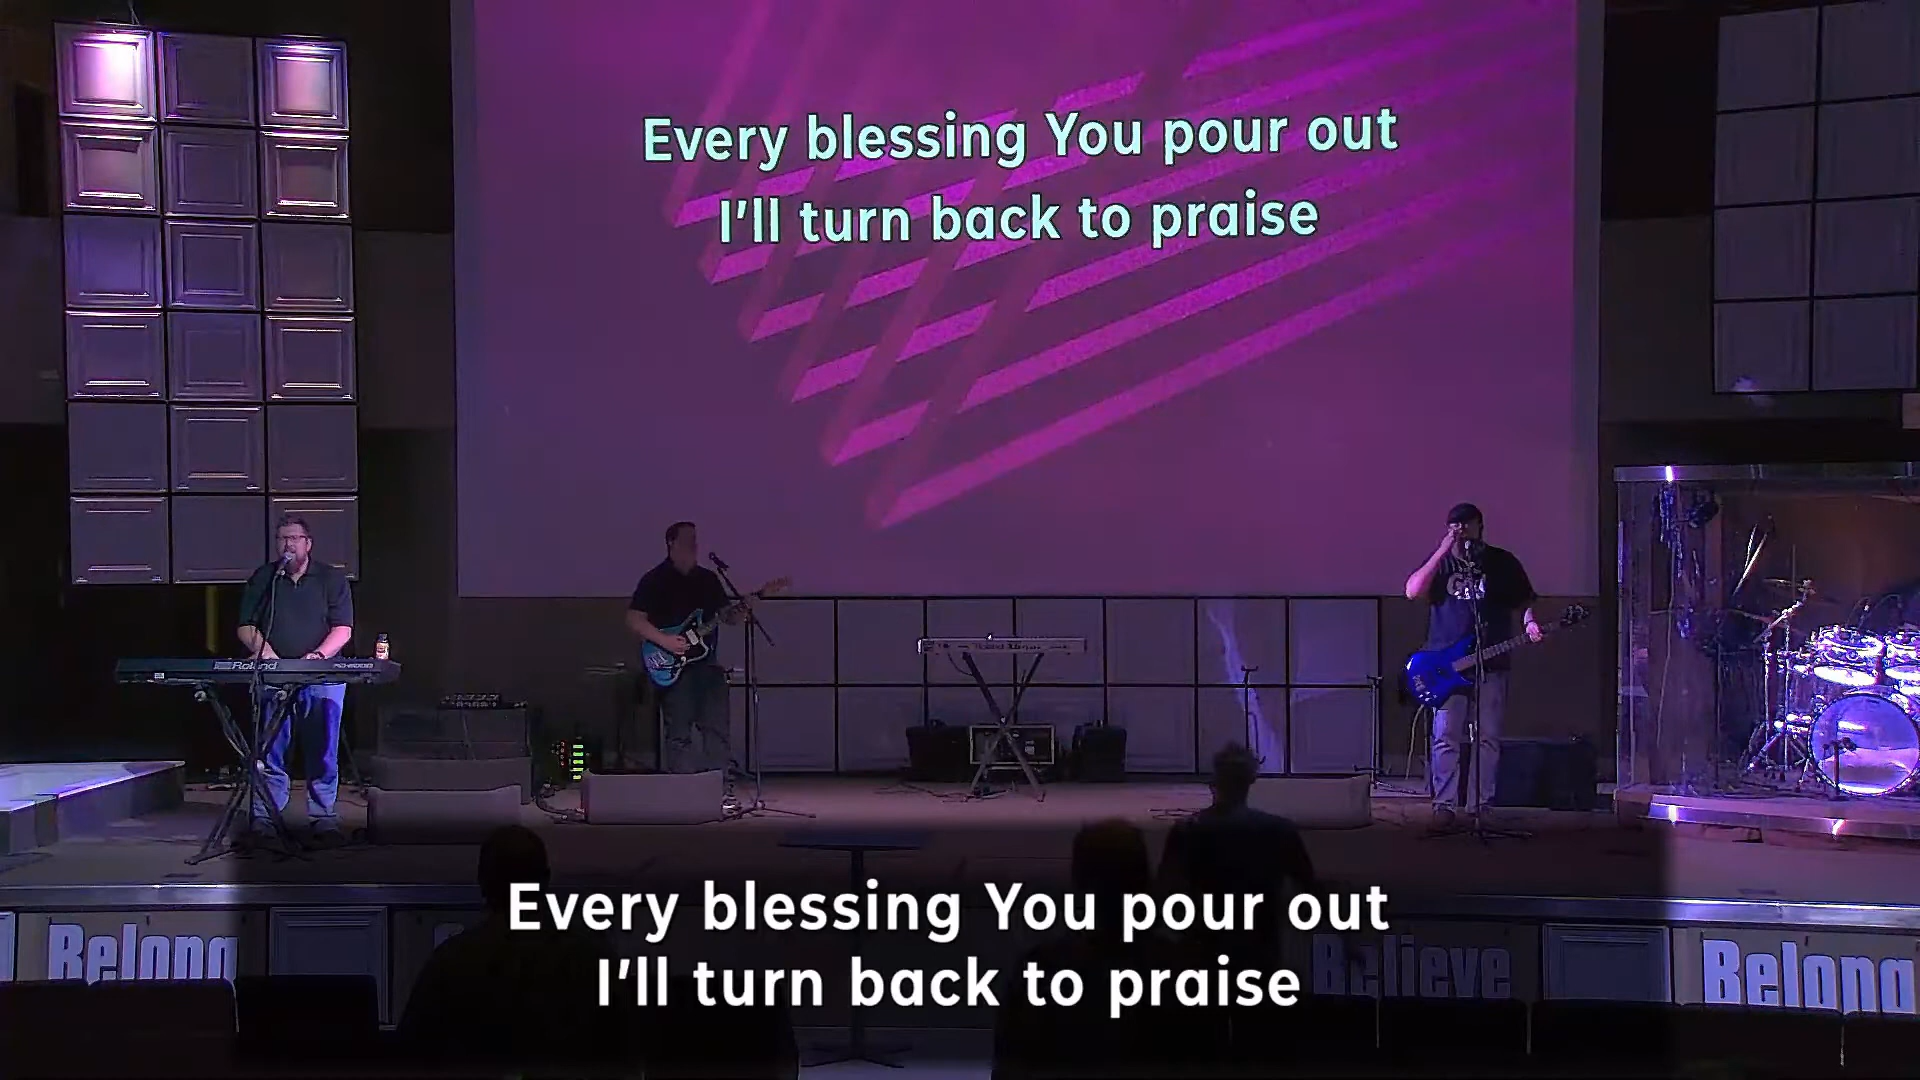 Every blessing You pour out
I'll turn back to praise
Roland
Every blessing You pour out
I'll turn back to praise
Belong
Believe
Belong